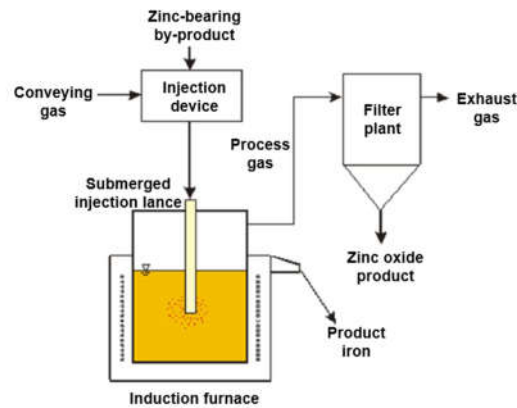 Zinc-bearing
by-product
Conveying
gas
Injection
device
Submerged
injection lance
Process
gas
Filter
plant
Exhaust
gas
Zinc oxide
product
Product
iron
Induction furnace